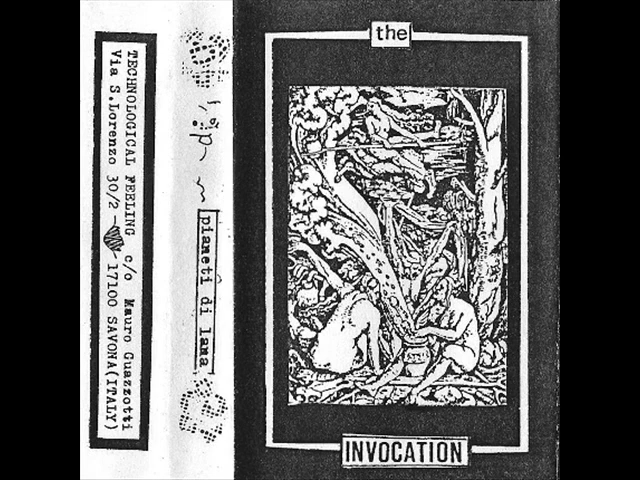 TECHNOLOGICAL FEELING c/o Mauro Guazzotti
Via S.Lorenzo 30/2 - 17100 SAVONA(ITALY)
pianeti di lana
the
INVOCATION